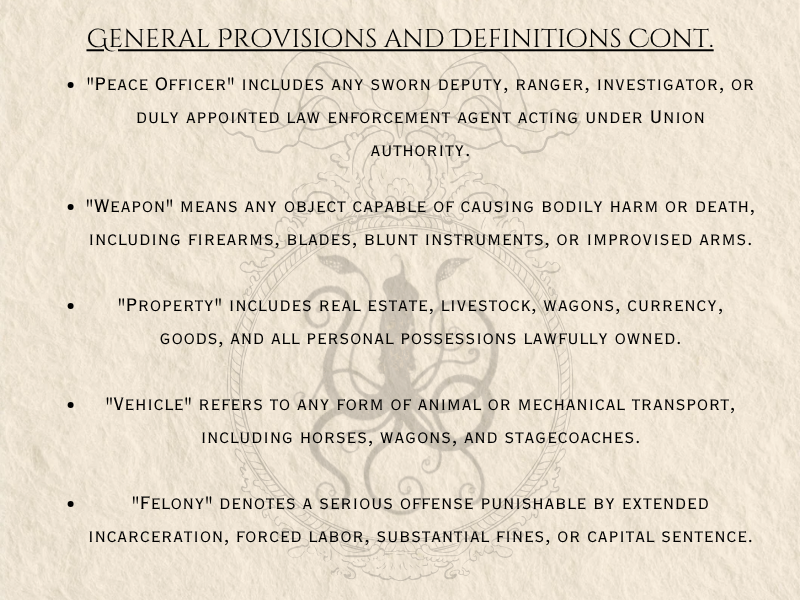 General Provisions and Definitions Cont.
• "Peace Officer" includes any sworn deputy, ranger, investigator, or
duly appointed law enforcement agent acting under Union
authority.
• "Weapon" means any object capable of causing bodily harm or death,
including firearms, blades, blunt instruments, or improvised arms.
• "Property" includes real estate, livestock, wagons, currency,
goods, and all personal possessions lawfully owned.
• "Vehicle" refers to any form of animal or mechanical transport,
including horses, wagons, and stagecoaches.
• "Felony" denotes a serious offense punishable by extended
incarceration, forced labor, substantial fines, or capital sentence.